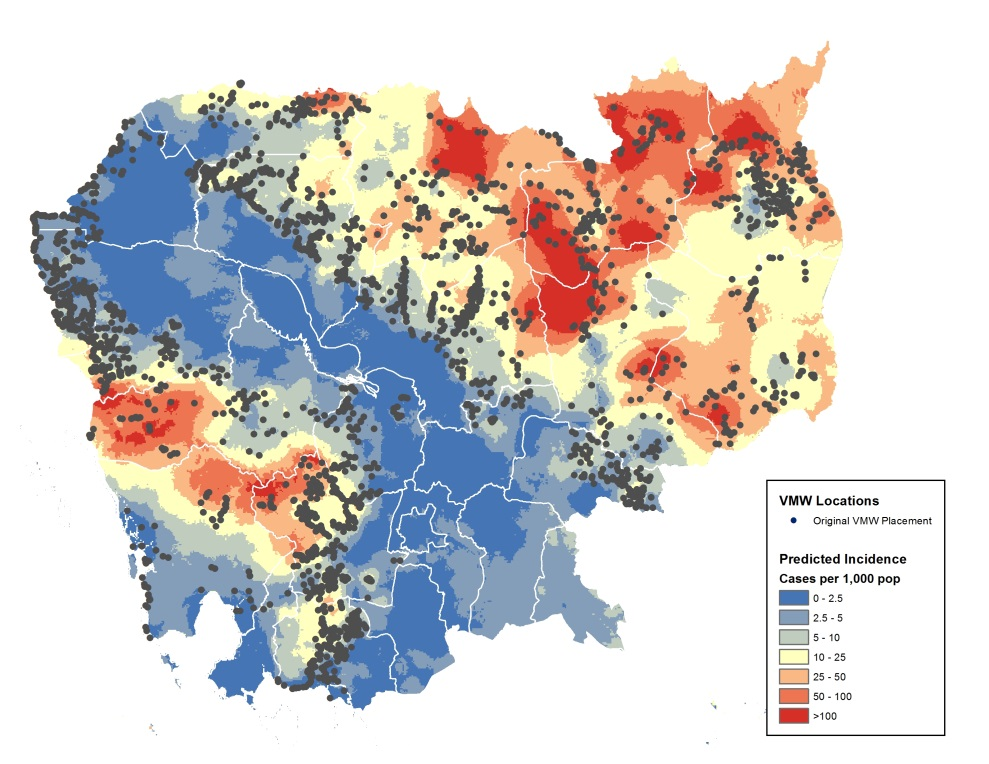 VMW Locations
Original VMW Placement
Predicted Incidence
Cases per 1,000 pop
0 - 2.5
2.5 - 5
5 - 10
10 - 25
25 - 50
50 - 100
>100